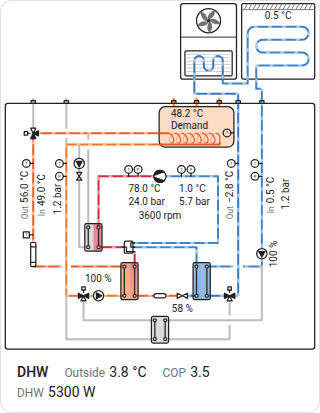 0.5 °C
48.2 °C
Demand
Out 56.0 °C
In 49.0 °C
1.2 bar
78.0 °C
24.0 bar
1.0 °C
5.7 bar
3600 rpm
Out −2.8 °C
In 0.5 °C
1.2 bar
100 %
100 %
58 %
DHW Outside 3.8 °C COP 3.5
DHW 5300 W